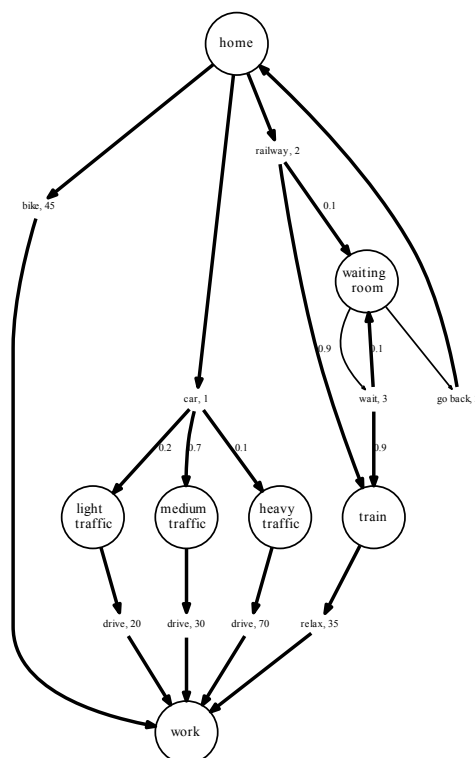 home
railway, 2
bike, 45
0.1
waiting
room
0.9
0.1
car, 1
wait, 3
go back,
0.2
0.7
0.1
0.9
light
traffic
medium
traffic
heavy
traffic
train
drive, 20
drive, 30
drive, 70
relax, 35
work